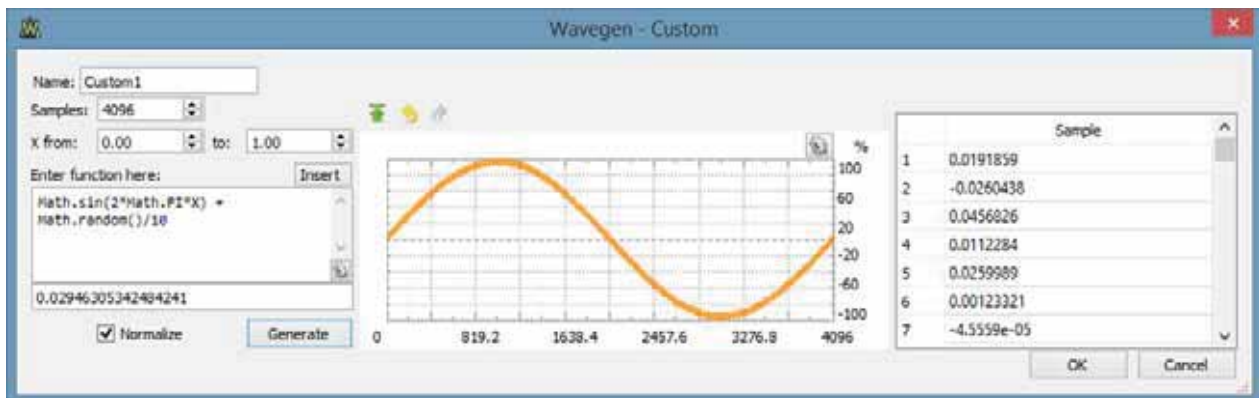 Wavegen - Custom
Name: Custom1
Samples: 4096
X from: 0.00 to: 1.00
Enter function here: Insert
Math.sin(2*Math.PI*X) +
Math.random()/10
0.02946305342484241
Normalize Generate
%
100
60
20
-20
-60
-100
0 819.2 1638.4 2457.6 3276.8 4096
Sample
1 0.0191859
2 -0.0260438
3 0.0456826
4 0.0112284
5 0.0259989
6 0.00123321
7 -4.5559e-05
OK Cancel